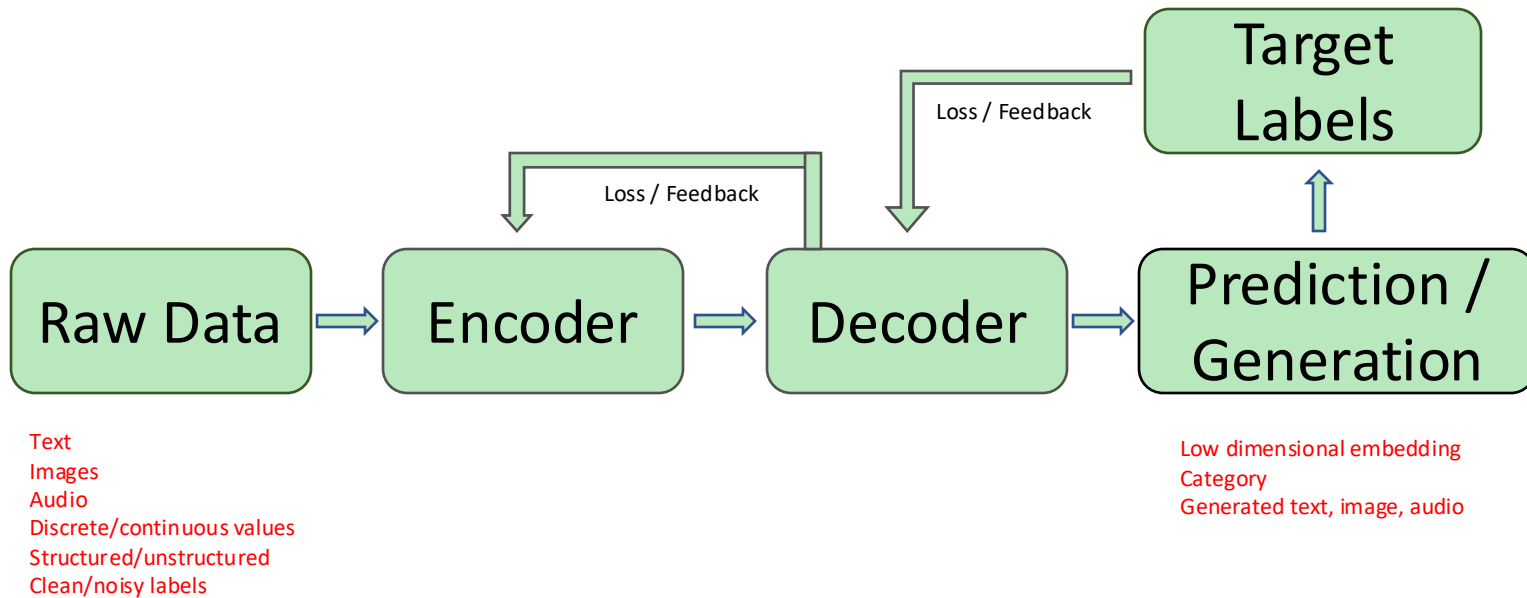 Target
Labels
Loss / Feedback
Loss / Feedback
Raw Data
Encoder
Decoder
Prediction /
Generation
Text
Images
Audio
Discrete/continuous values
Structured/unstructured
Clean/noisy labels
Low dimensional embedding
Category
Generated text, image, audio